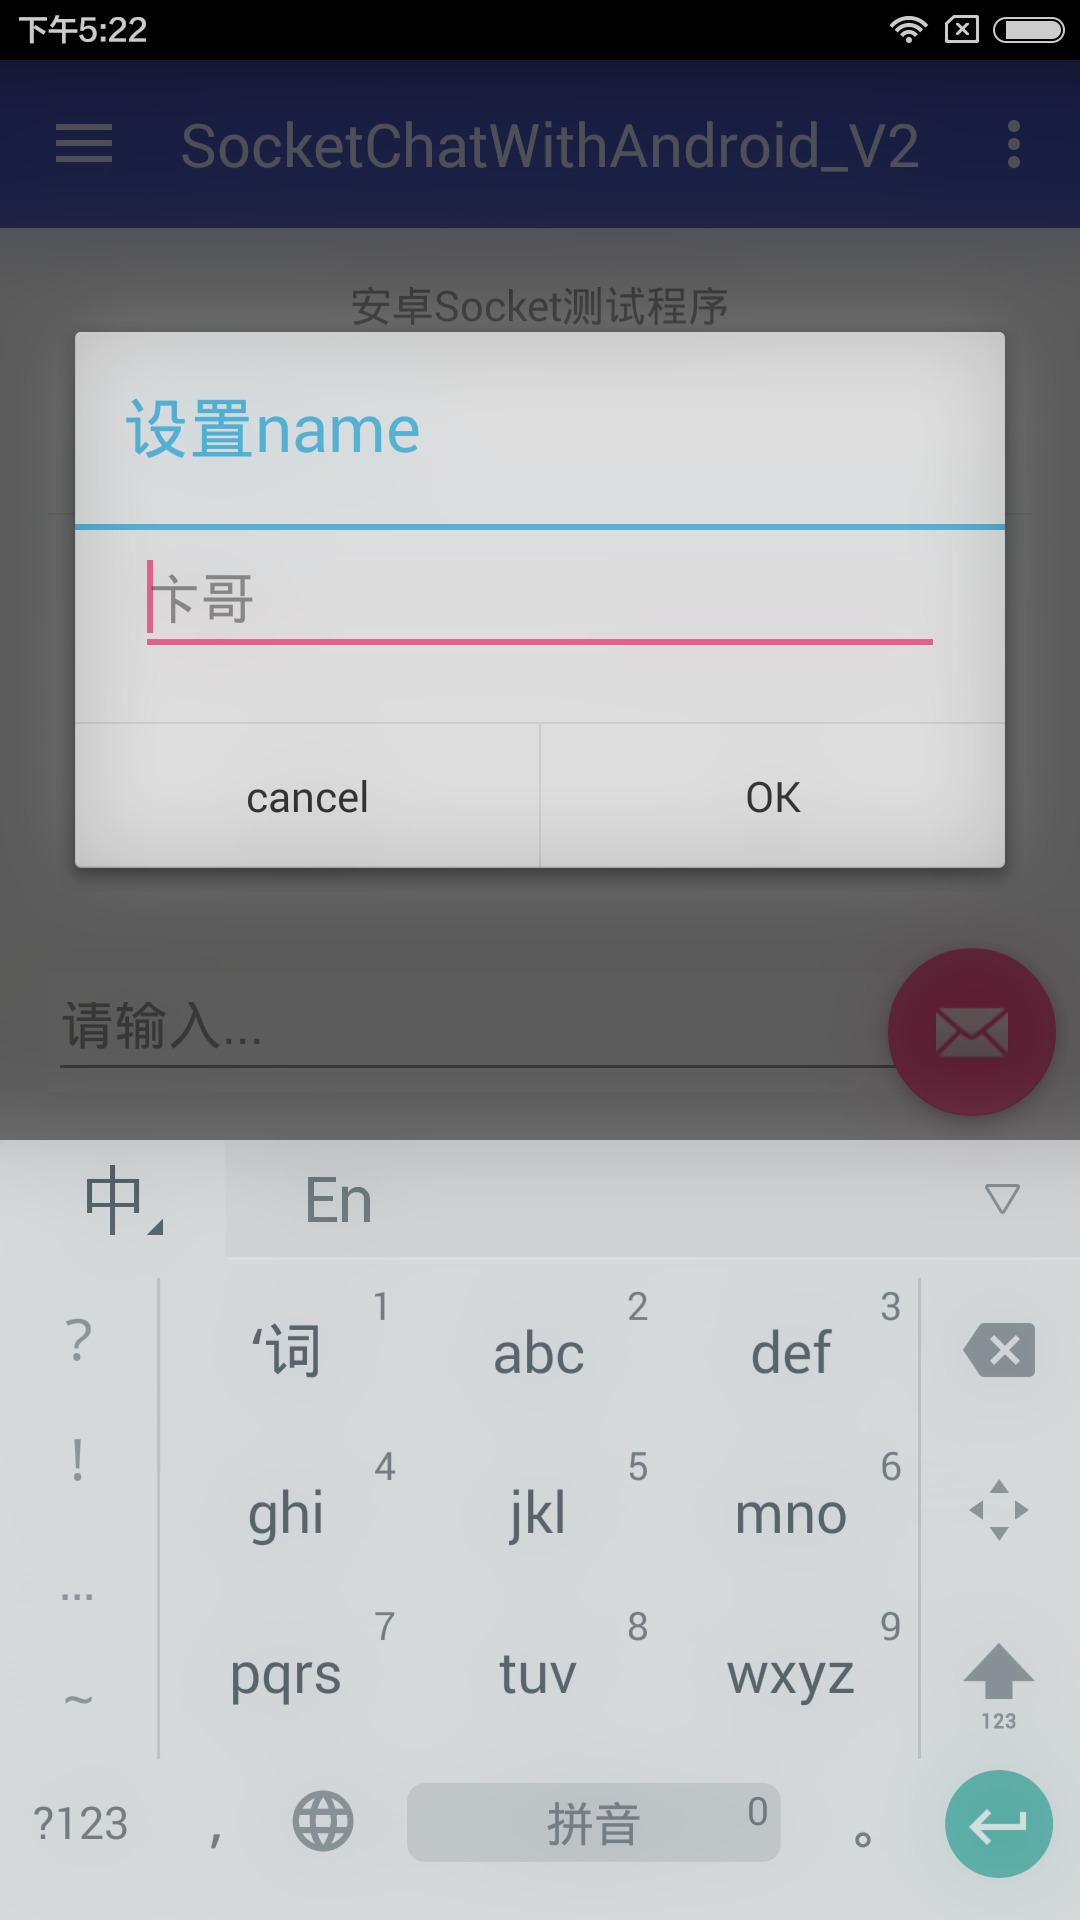 下午5:22
SocketChatWithAndroid_V2
安卓Socket测试程序
设置name
卞哥
cancel OK
请输入...
中 En
? ‘词 1 abc 2 def 3
! ghi 4 jkl 5 mno 6
... pqrs 7 tuv 8 wxyz 9
~ 123
?123 , 拼音 0 。